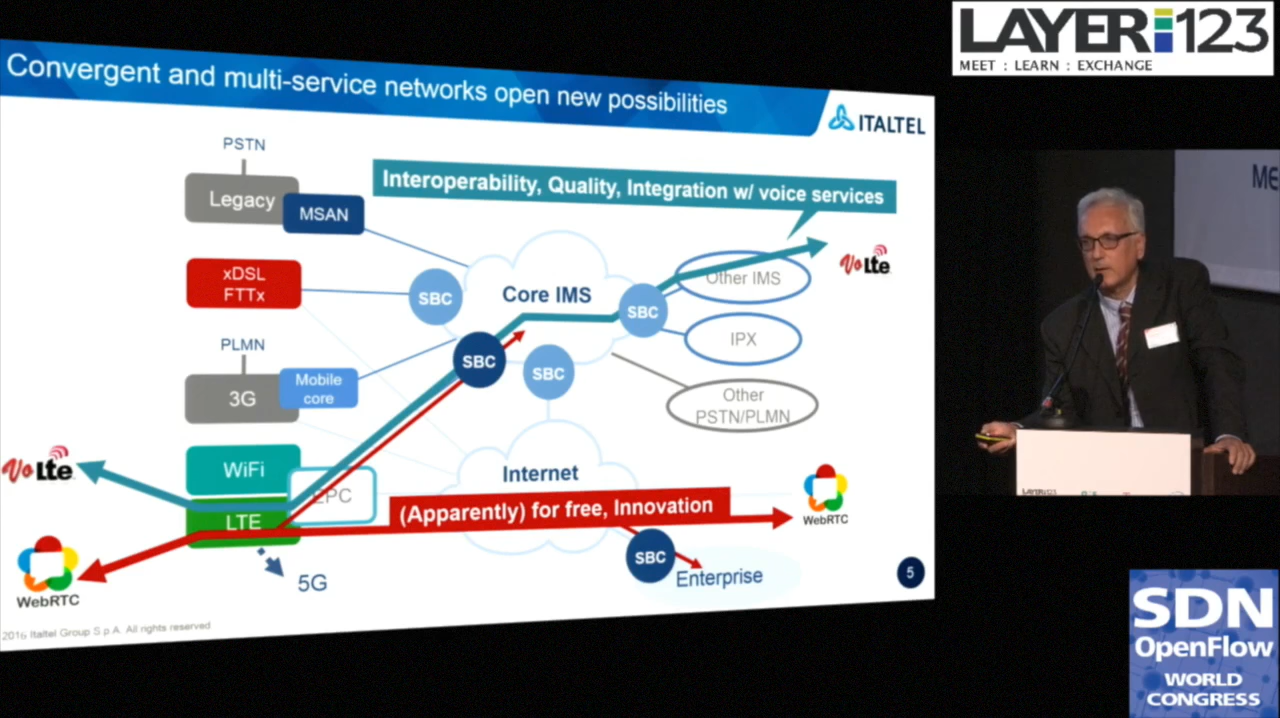 Convergent and multi-service networks open new possibilities
ITALTEL
PSTN
Legacy
MSAN
Interoperability, Quality, Integration w/ voice services
VoLte
xDSL
FTTx
SBC
Core IMS
SBC
Other IMS
PLMN
SBC
IPX
3G
Mobile
core
SBC
Other
PSTN/PLMN
VoLte
WiFi
EPC
Internet
LTE
(Apparently) for free, Innovation
WebRTC
SBC
Enterprise
WebRTC
5G
5
2016 Italtel Group S.p.A. All rights reserved
LAYER123
MEET : LEARN : EXCHANGE
ME
SDN
OpenFlow
WORLD
CONGRESS